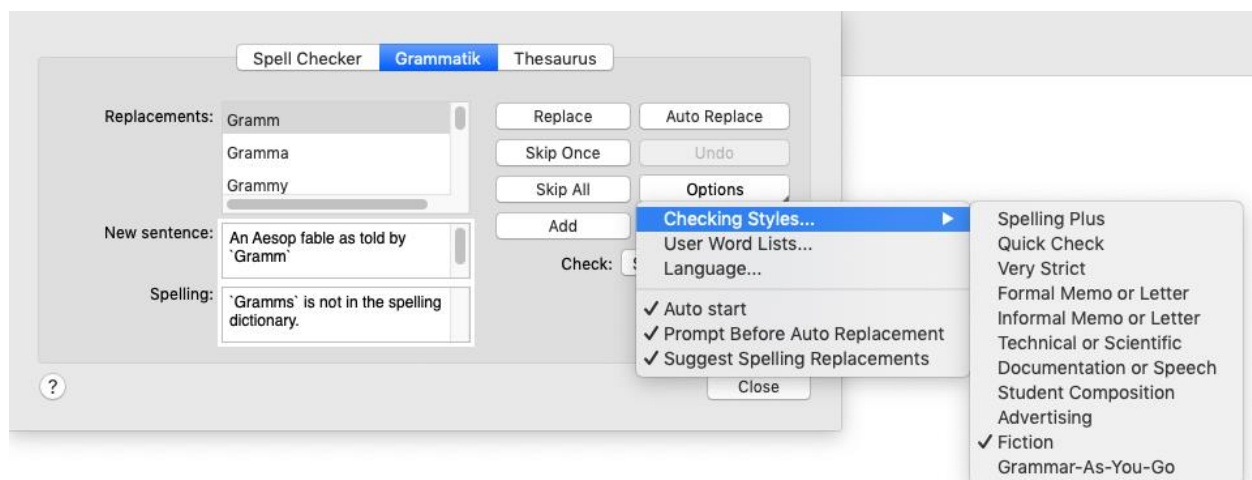 Spell Checker Grammatik Thesaurus
Replacements: Gramm
Gramma
Grammy
Replace Auto Replace
Skip Once Undo
Skip All Options
Add
New sentence: An Aesop fable as told by
`Gramm`
Check:
Spelling: `Gramms` is not in the spelling
dictionary.
?
Close
Checking Styles...
User Word Lists...
Language...
Auto start
Prompt Before Auto Replacement
Suggest Spelling Replacements
Spelling Plus
Quick Check
Very Strict
Formal Memo or Letter
Informal Memo or Letter
Technical or Scientific
Documentation or Speech
Student Composition
Advertising
Fiction
Grammar-As-You-Go